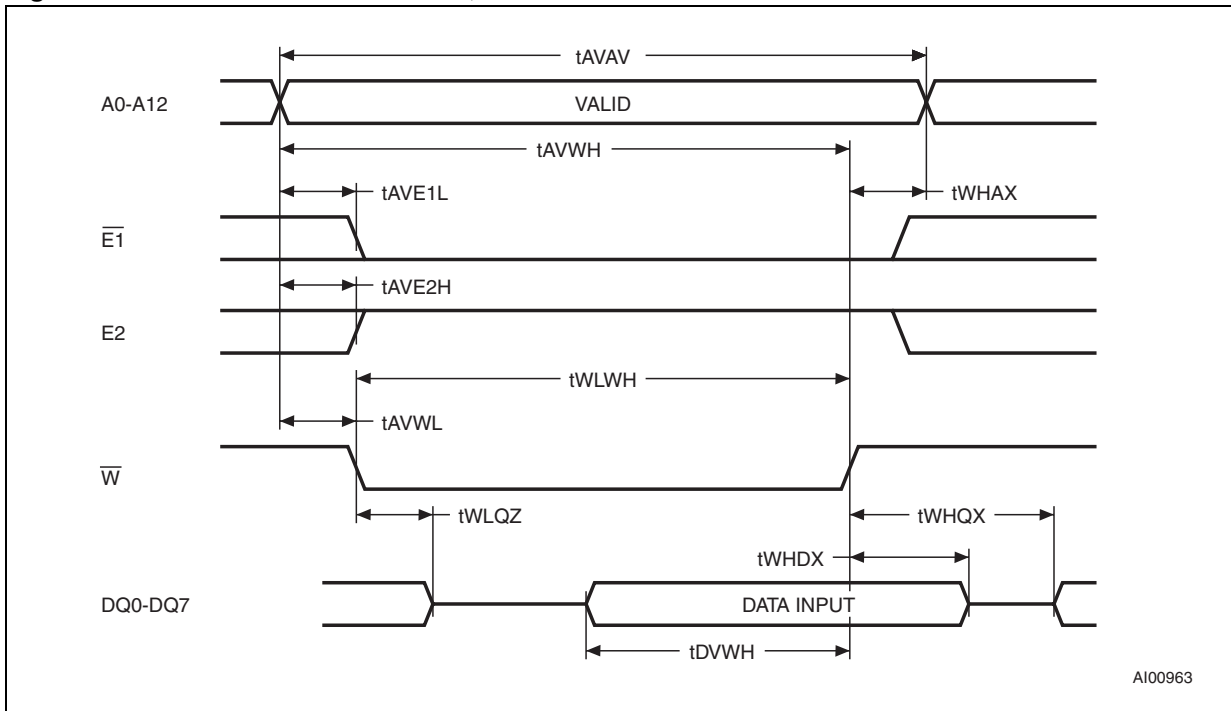 tAVAV
A0-A12
VALID
tAVWH
tAVE1L
tWHAX
E1
tAVE2H
E2
tWLWH
tAVWL
W
tWLQZ
tWHQX
tWHDX
DQ0-DQ7
DATA INPUT
tDVWH
AI00963